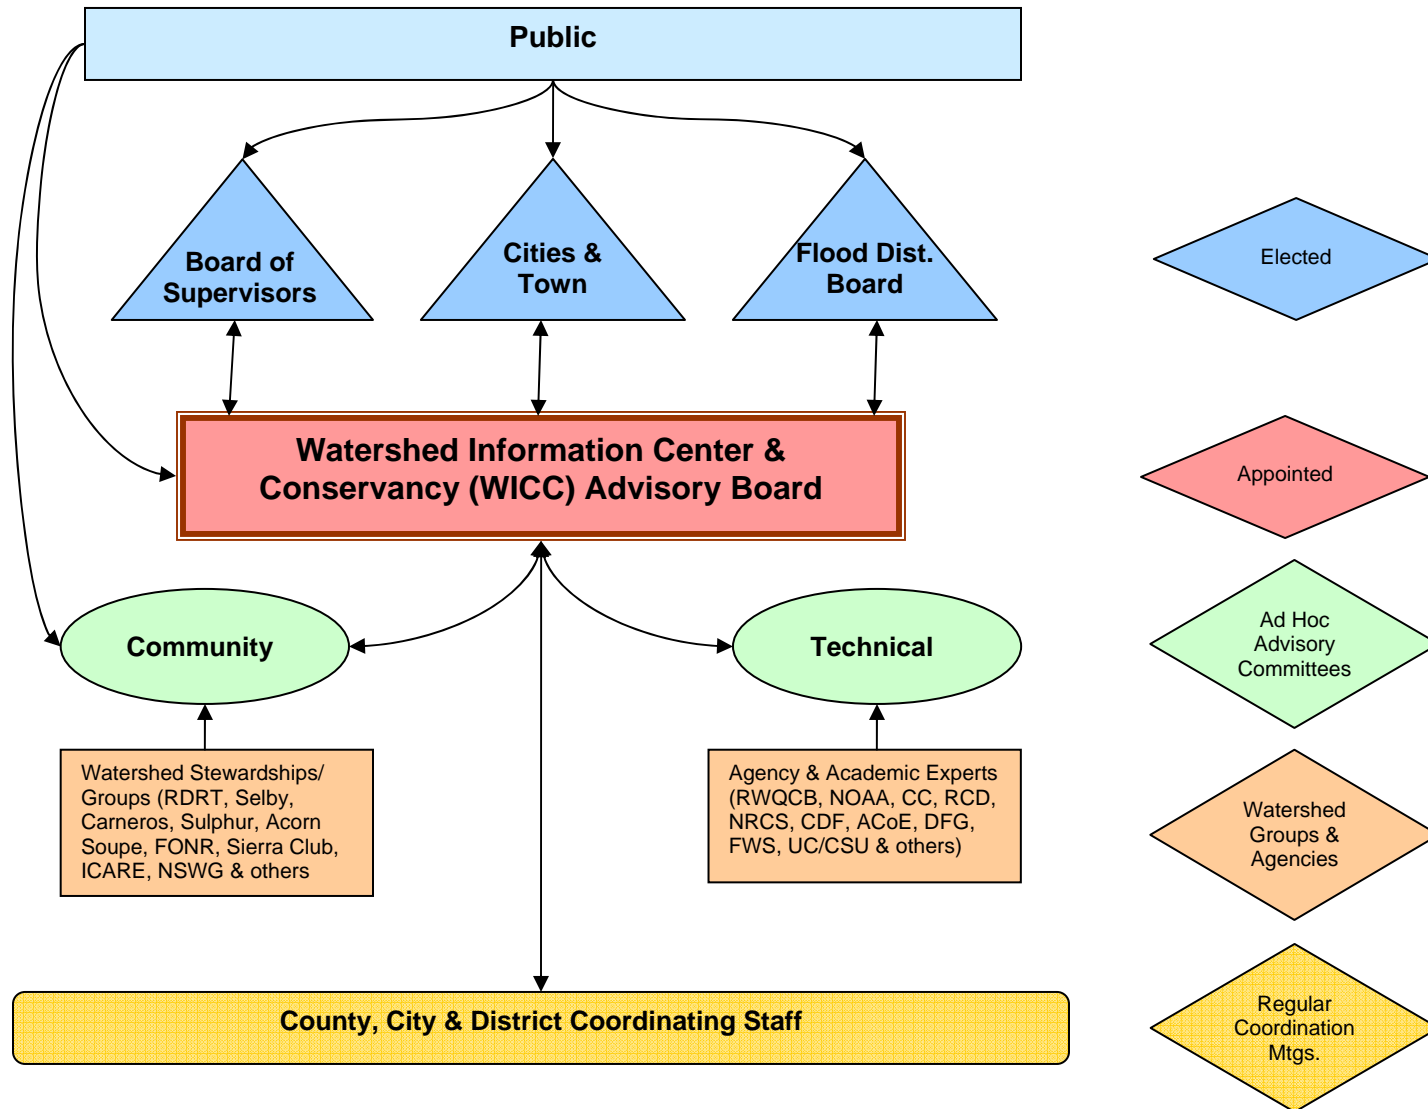 Public
Board of
Supervisors
Cities &
Town
Flood Dist.
Board
Elected
Watershed Information Center &
Conservancy (WICC) Advisory Board
Appointed
Community
Technical
Ad Hoc
Advisory
Committees
Watershed Stewardships/
Groups (RDRT, Selby,
Carneros, Sulphur, Acorn
Soupe, FONR, Sierra Club,
ICARE, NSWG & others
Agency & Academic Experts
(RWQCB, NOAA, CC, RCD,
NRCS, CDF, ACoE, DFG,
FWS, UC/CSU & others)
Watershed
Groups &
Agencies
County, City & District Coordinating Staff
Regular
Coordination
Mtgs.